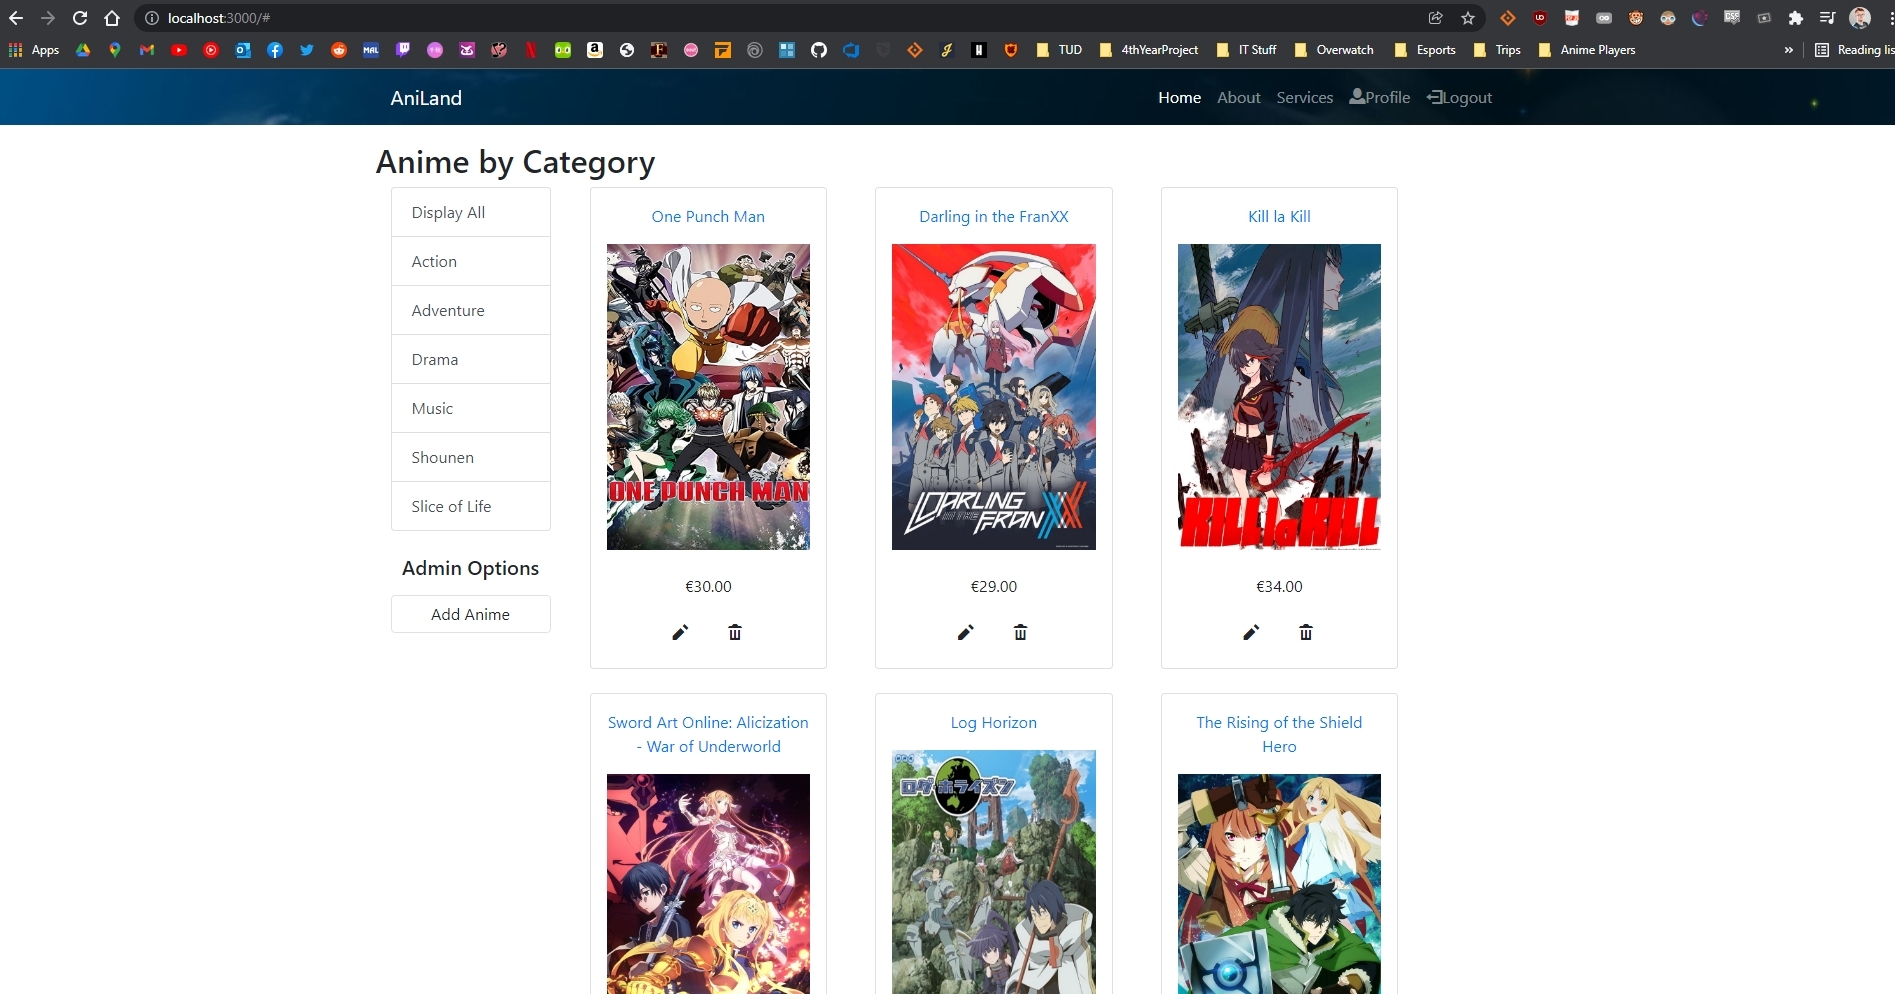 localhost:3000/#
Apps
TUD
4thYearProject
IT Stuff
Overwatch
Esports
Trips
Anime Players
»
Reading lis
AniLand
Home
About
Services
Profile
Logout
Anime by Category
Display All
Action
Adventure
Drama
Music
Shounen
Slice of Life
Admin Options
Add Anime
One Punch Man
ONE PUNCH MAN
€30.00
Darling in the FranXX
DARLING
IN THE
FRANXX
€29.00
Kill la Kill
KILL la KILL
€34.00
Sword Art Online: Alicization
- War of Underworld
Log Horizon
ログ・ホライズン
The Rising of the Shield
Hero